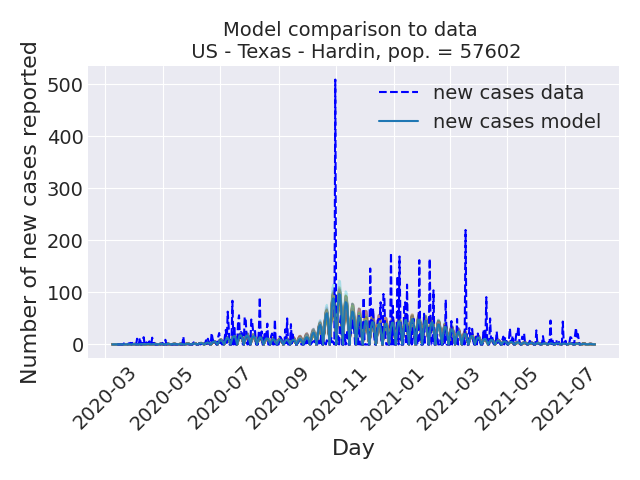 Model comparison to data
US - Texas - Hardin, pop. = 57602
Number of new cases reported
500
400
300
200
100
0
new cases data
new cases model
2020-03
2020-05
2020-07
2020-09
2020-11
2021-01
2021-03
2021-05
2021-07
Day